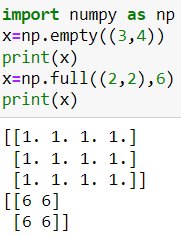 import numpy as np
x=np.empty((3,4))
print(x)
x=np.full((2,2),6)
print(x)
[[1. 1. 1. 1.]
 [1. 1. 1. 1.]
 [1. 1. 1. 1.]]
[[6 6]
 [6 6]]